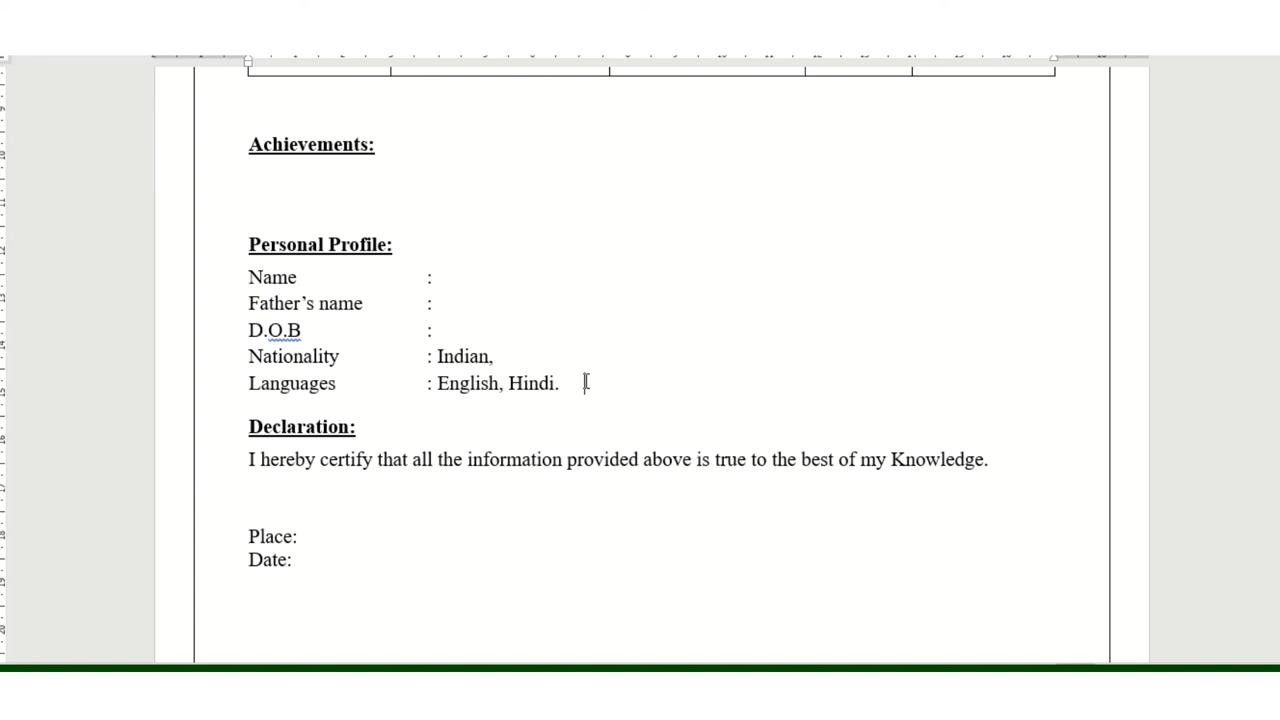 Achievements:
Personal Profile:
Name :
Father’s name :
D.O.B :
Nationality : Indian,
Languages : English, Hindi.
Declaration:
I hereby certify that all the information provided above is true to the best of my Knowledge.
Place:
Date: